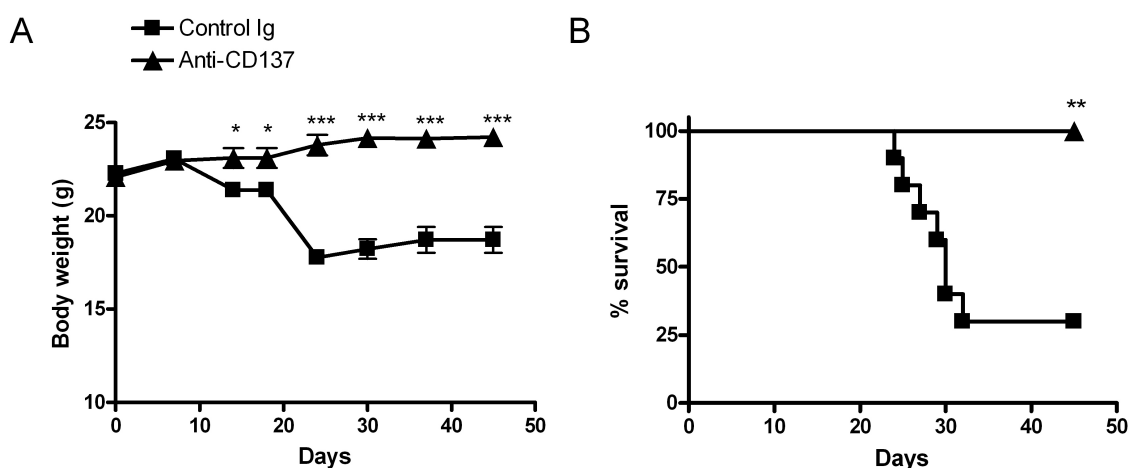 A
Control Ig
Anti-CD137
* * *** *** *** ***
25
20
15
10
0 10 20 30 40 50
Body weight (g)
Days
B
**
100
75
50
25
0
0 10 20 30 40 50
% survival
Days